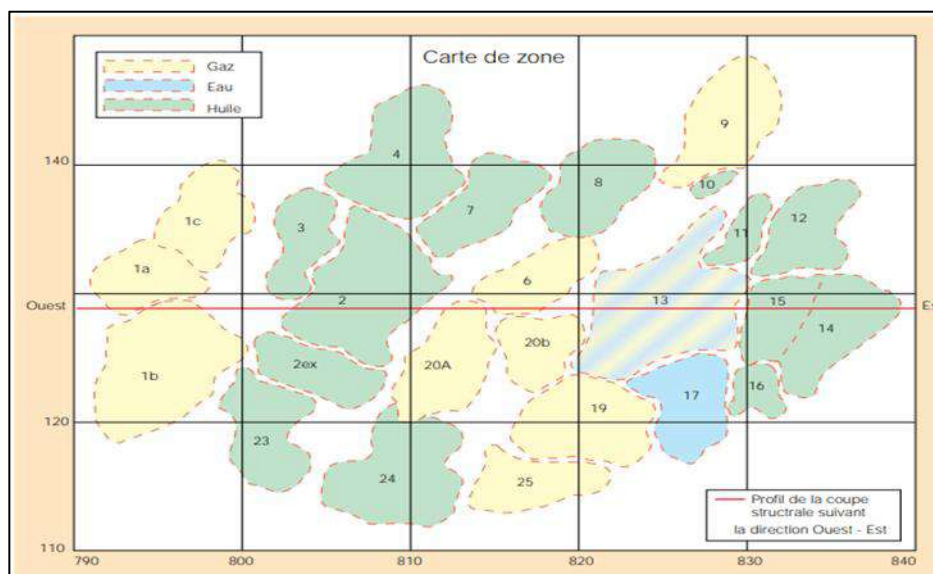 Carte de zone
Gaz
Eau
Huile
9
4
140
8
7
10
1c
3
12
11
1a
6
Ouest
2
13
15
Es
14
20b
2ex
20A
1b
16
17
19
120
23
24
25
Profil de la coupe
structrale suivant
la direction Ouest - Est
110
790
800
810
820
830
840